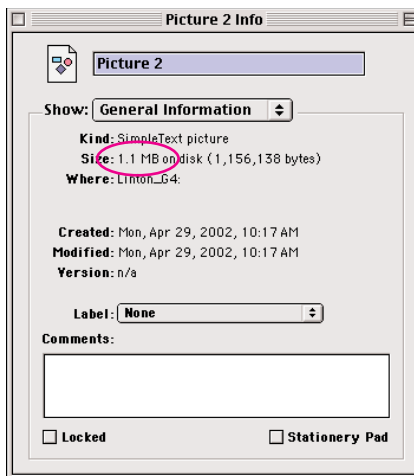 Picture 2 Info
Picture 2
Show: General Information
Kind: SimpleText picture
Size: 1.1 MB on disk (1,156,138 bytes)
Where: Linton_G4:
Created: Mon, Apr 29, 2002, 10:17 AM
Modified: Mon, Apr 29, 2002, 10:17 AM
Version: n/a
Label: None
Comments:
Locked Stationery Pad